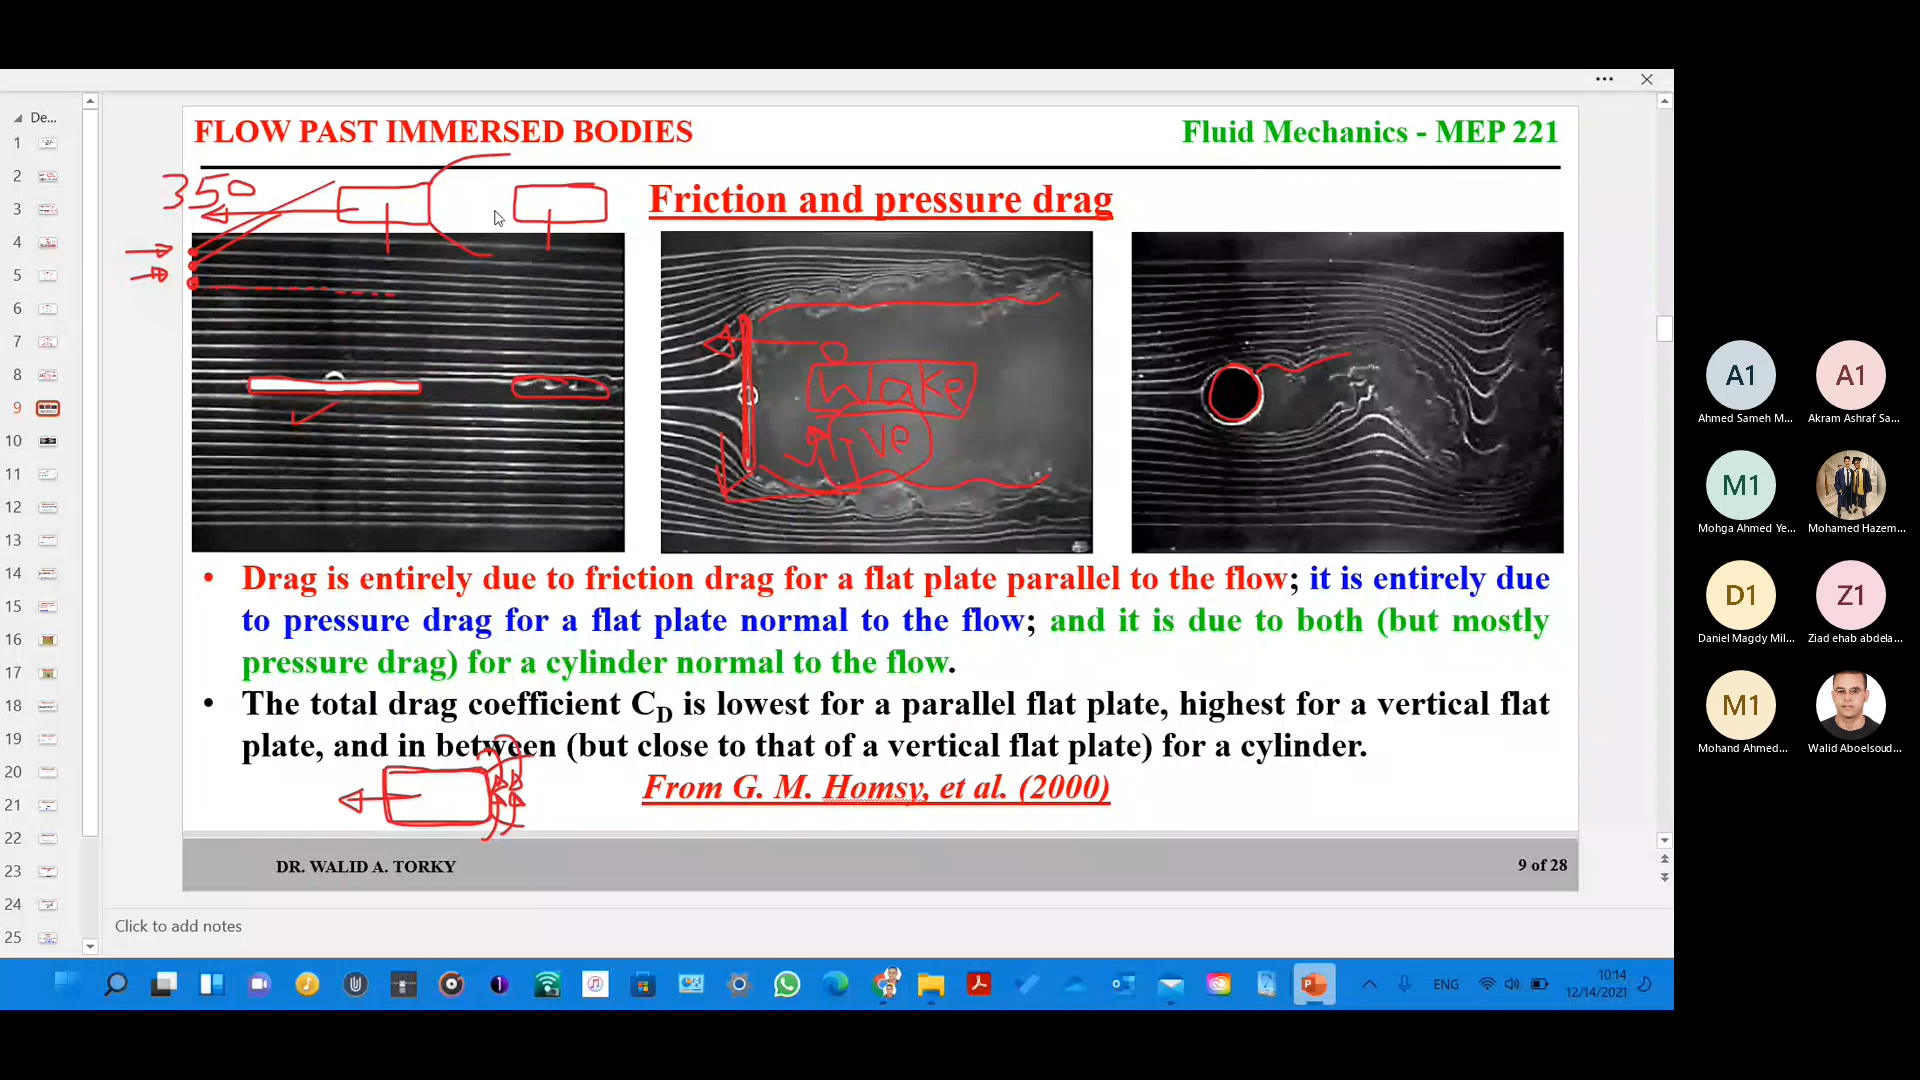 De...
1
2
3
4
5
6
7
8
9
10
11
12
13
14
15
16
17
18
19
20
21
22
23
24
25
FLOW PAST IMMERSED BODIES
Fluid Mechanics - MEP 221
350
Friction and pressure drag
Wake
-ve
• Drag is entirely due to friction drag for a flat plate parallel to the flow; it is entirely due
to pressure drag for a flat plate normal to the flow; and it is due to both (but mostly
pressure drag) for a cylinder normal to the flow.
• The total drag coefficient CD is lowest for a parallel flat plate, highest for a vertical flat
plate, and in between (but close to that of a vertical flat plate) for a cylinder.
From G. M. Homsy, et al. (2000)
DR. WALID A. TORKY
9 of 28
Click to add notes
A1
Ahmed Sameh M...
A1
Akram Ashraf Sa...
M1
Mohga Ahmed Ye...
Mohamed Hazem...
D1
Daniel Magdy Mil...
Z1
Ziad ehab abdela...
M1
Mohand Ahmed...
Walid Aboelsoud...
ENG
10:14
12/14/2021